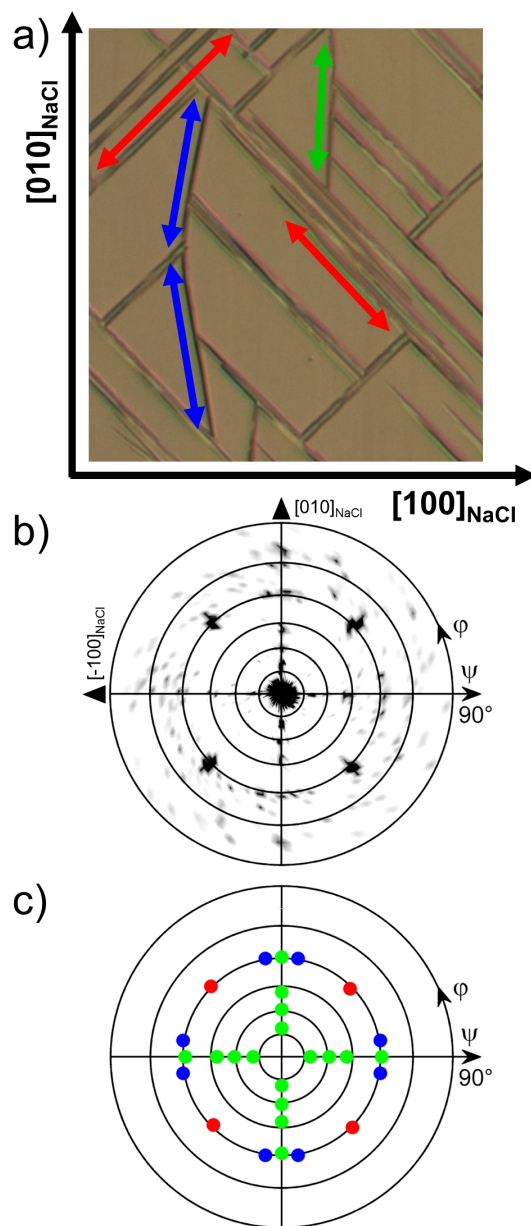 a)
[010]NaCl
[100]NaCl
b)
[010]NaCl
[-100]NaCl
φ
ψ
90°
c)
φ
ψ
90°